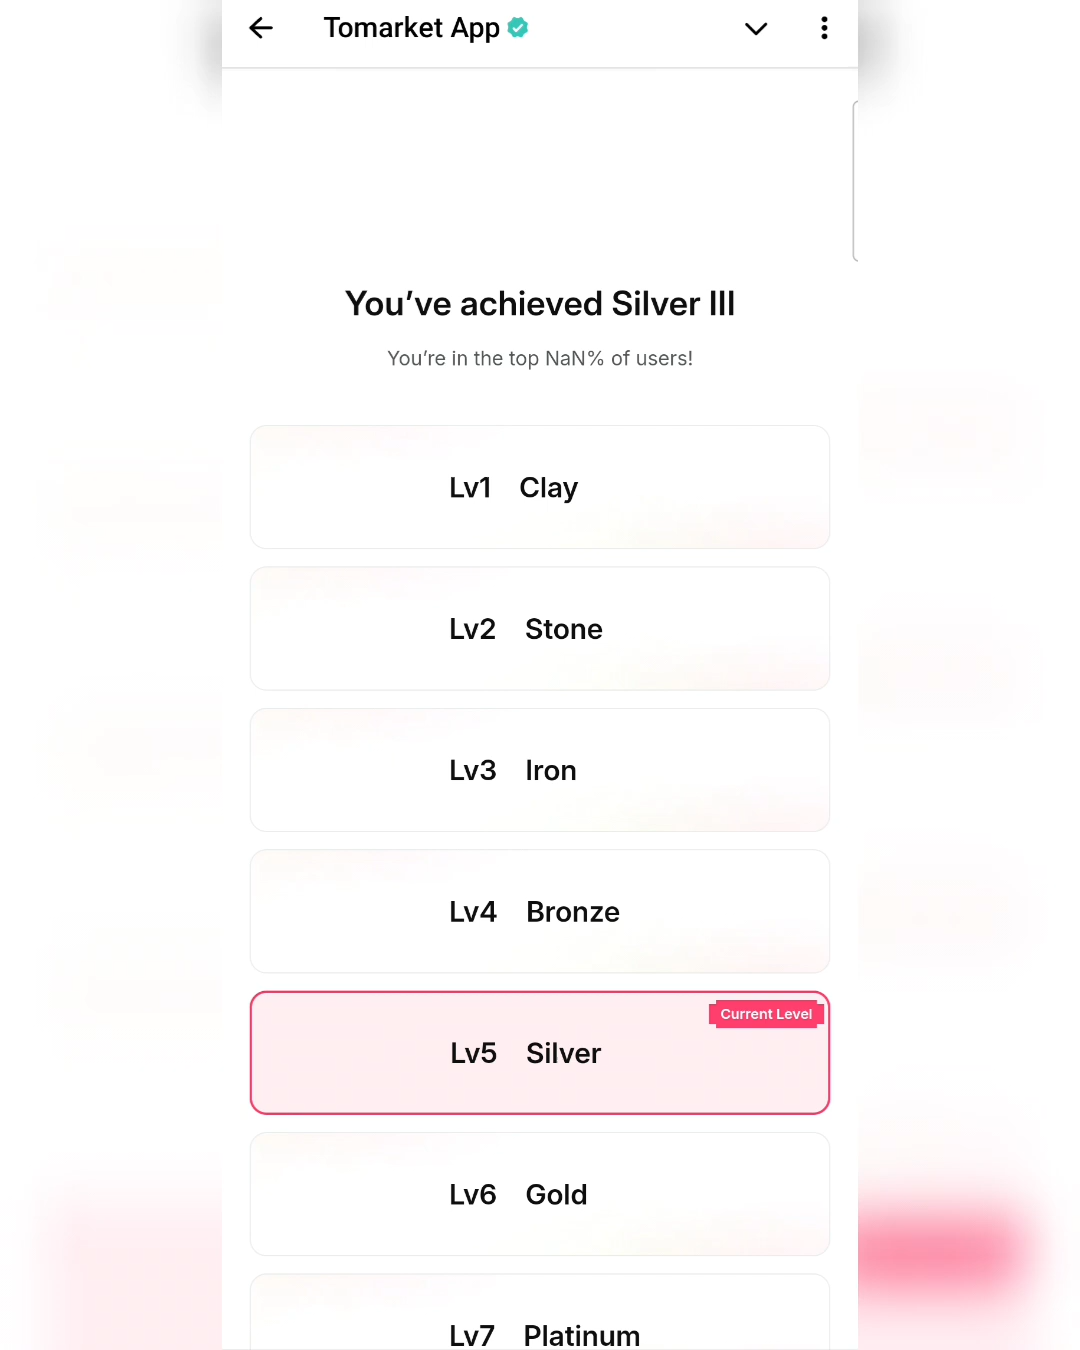 Tomarket App
You’ve achieved Silver III
You’re in the top NaN% of users!
Lv1 Clay
Lv2 Stone
Lv3 Iron
Lv4 Bronze
Current Level
Lv5 Silver
Lv6 Gold
Lv7 Platinum